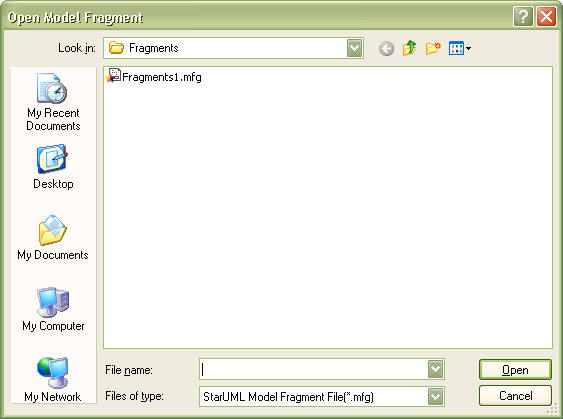 Open Model Fragment
Look in: Fragments
Fragments1.mfg
My Recent
Documents
Desktop
My Documents
My Computer
My Network
File name:
Open
Files of type: StarUML Model Fragment File(*.mfg)
Cancel